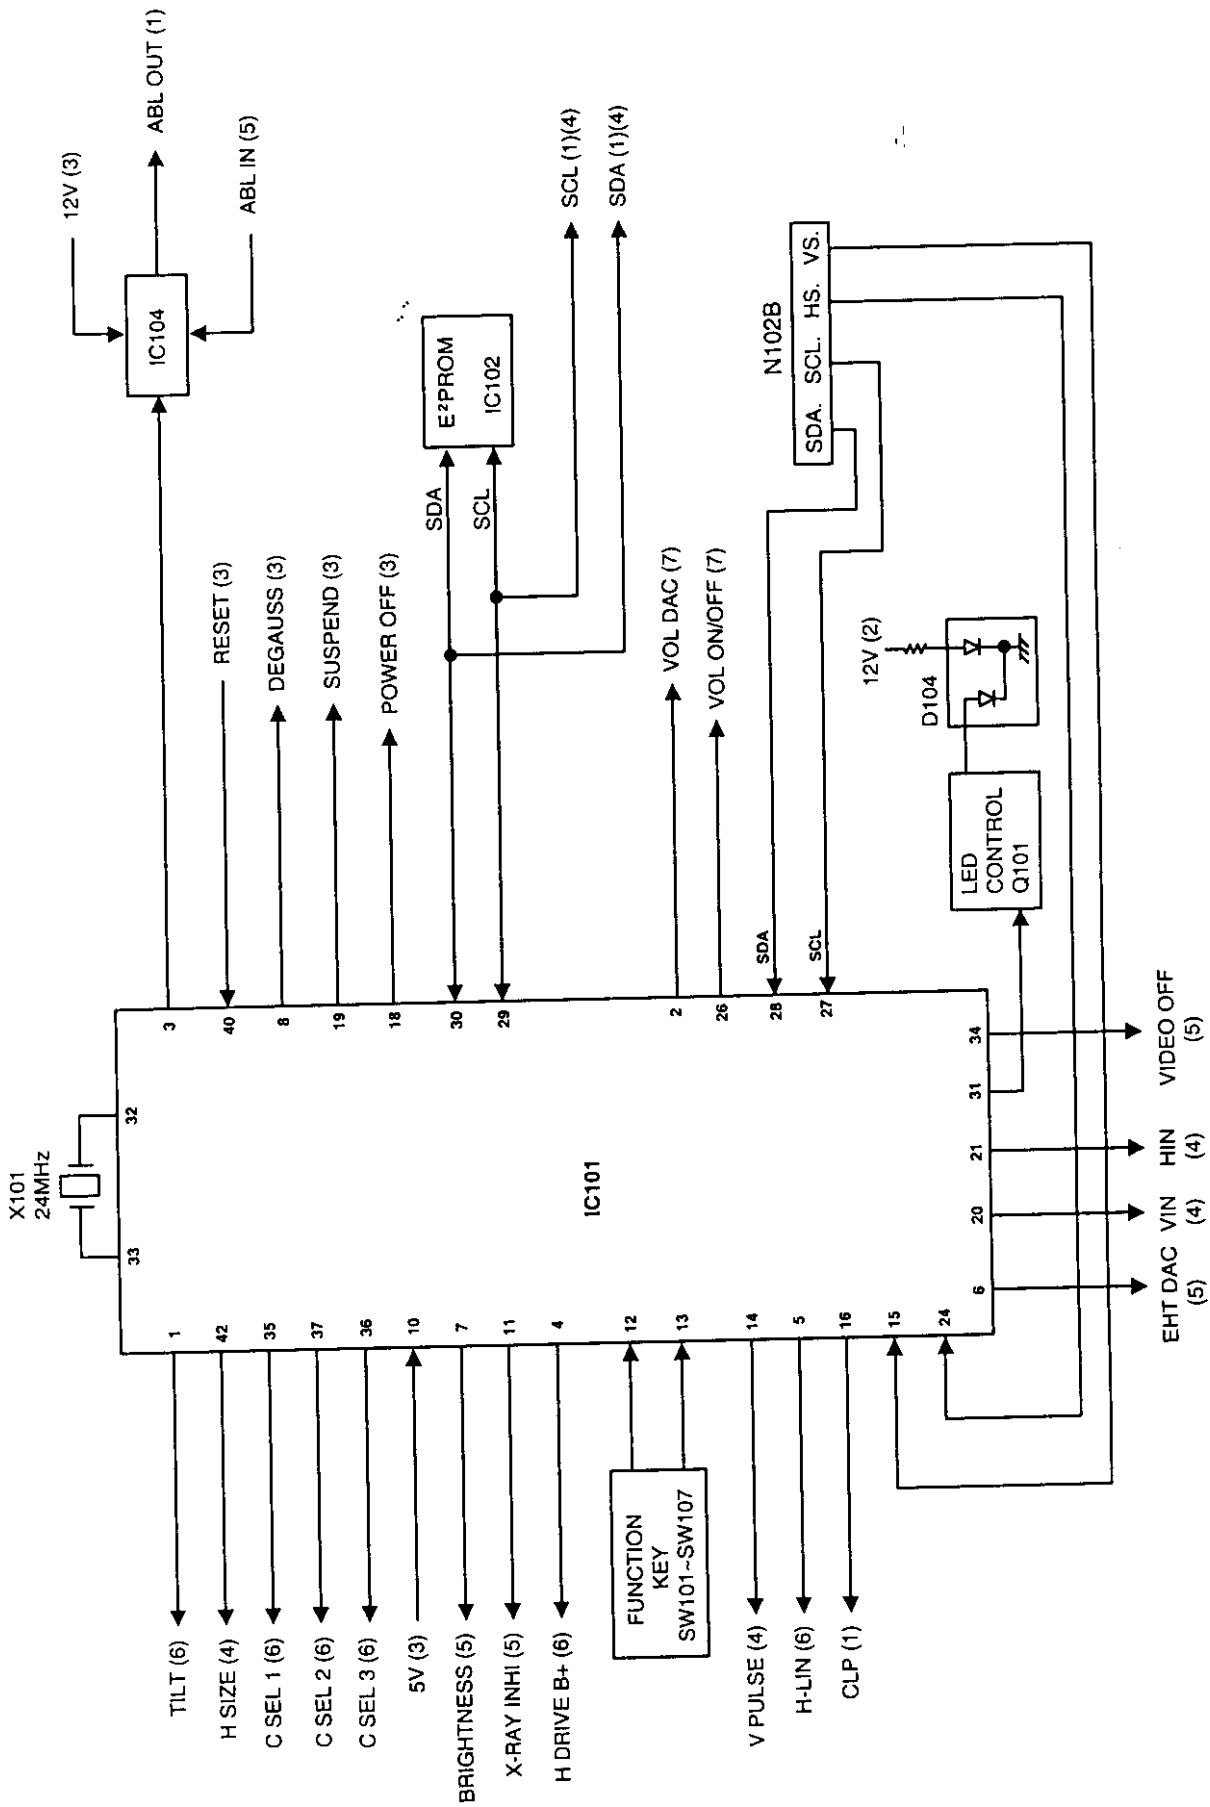 X101
24MHz
33
32
IC101
12V (3)
IC104
ABL OUT (1)
ABL IN (5)
3
40
RESET (3)
8
DEGAUSS (3)
19
SUSPEND (3)
18
POWER OFF (3)
30
SDA
29
SCL
E²PROM
IC102
SCL (1)(4)
SDA (1)(4)
2
VOL DAC (7)
26
VOL ON/OFF (7)
28
SDA
27
SCL
N102B
SDA. SCL. HS. VS.
12V (2)
D104
LED
CONTROL
Q101
TILT (6)
1
H SIZE (4)
42
C SEL 1 (6)
35
C SEL 2 (6)
37
C SEL 3 (6)
36
5V (3)
10
BRIGHTNESS (5)
7
X-RAY INHI (5)
11
H DRIVE B+ (6)
4
FUNCTION
KEY
SW101~SW107
12
13
V PULSE (4)
14
H-LIN (6)
5
CLP (1)
16
15
24
6
20
21
31
34
EHT DAC
(5)
VIN
(4)
HIN
(4)
VIDEO OFF
(5)